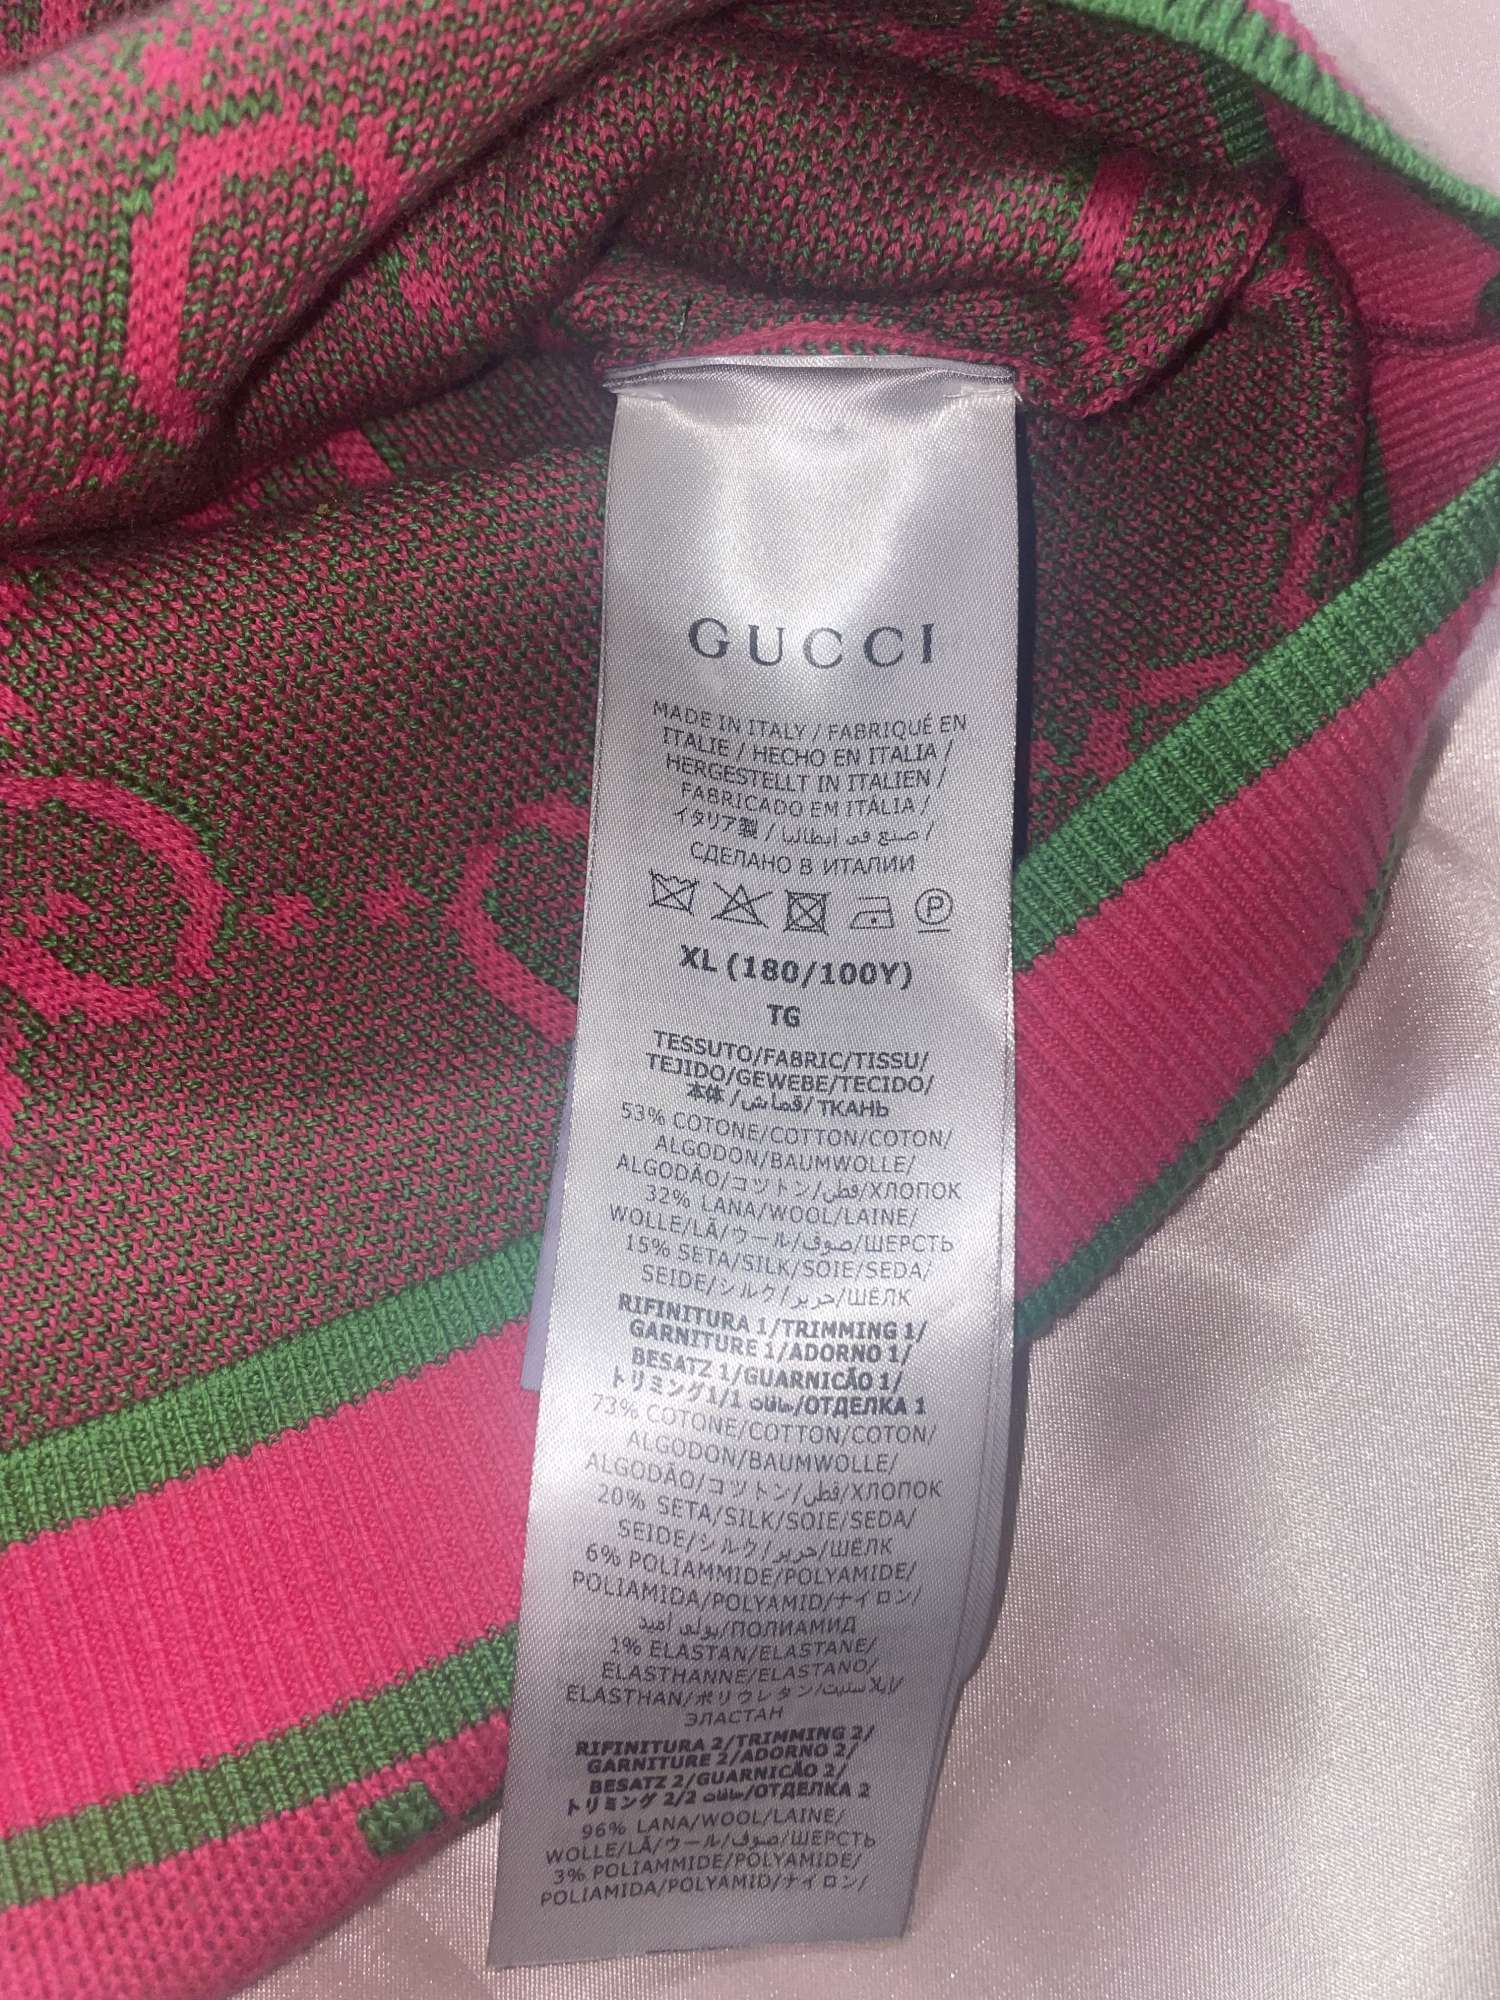 GUCCI
MADE IN ITALY / FABRIQUÉ EN
ITALIE / HECHO EN ITALIA /
HERGESTELLT IN ITALIEN /
FABRICADO EM ITÁLIA /
イタリア製 / صنع في ايطاليا /
СДЕЛАНО В ИТАЛИИ
P
XL (180/100Y)
TG
TESSUTO/FABRIC/TISSU/
TEJIDO/GEWEBE/TECIDO/
本体/قماش/ТКАНЬ
53% COTONE/COTTON/COTON/
ALGODON/BAUMWOLLE/
ALGODÃO/コットン/قطن/ХЛОПОК
32% LANA/WOOL/LAINE/
WOLLE/LÃ/ウール/صوف/ШЕРСТЬ
15% SETA/SILK/SOIE/SEDA/
SEIDE/シルク/حرير/ШЁЛК
RIFINITURA 1/TRIMMING 1/
GARNITURE 1/ADORNO 1/
BESATZ 1/GUARNICÃO 1/
トリミング1/1 حافات/ОТДЕЛКА 1
73% COTONE/COTTON/COTON/
ALGODON/BAUMWOLLE/
ALGODÃO/コットン/قطن/ХЛОПОК
20% SETA/SILK/SOIE/SEDA/
SEIDE/シルク/حرير/ШЁЛК
6% POLIAMMIDE/POLYAMIDE/
POLIAMIDA/POLYAMID/ナイロン/
بولي أميد/ПОЛИАМИД
1% ELASTAN/ELASTANE/
ELASTHANNE/ELASTANO/
ELASTHAN/ポリウレタン/إيلاستين/
ЭЛАСТАН
RIFINITURA 2/TRIMMING 2/
GARNITURE 2/ADORNO 2/
BESATZ 2/GUARNICÃO 2/
トリミング 2/2 حافات/ОТДЕЛКА 2
96% LANA/WOOL/LAINE/
WOLLE/LÃ/ウール/صوف/ШЕРСТЬ
3% POLIAMMIDE/POLYAMIDE/
POLIAMIDA/POLYAMID/ナイロン/